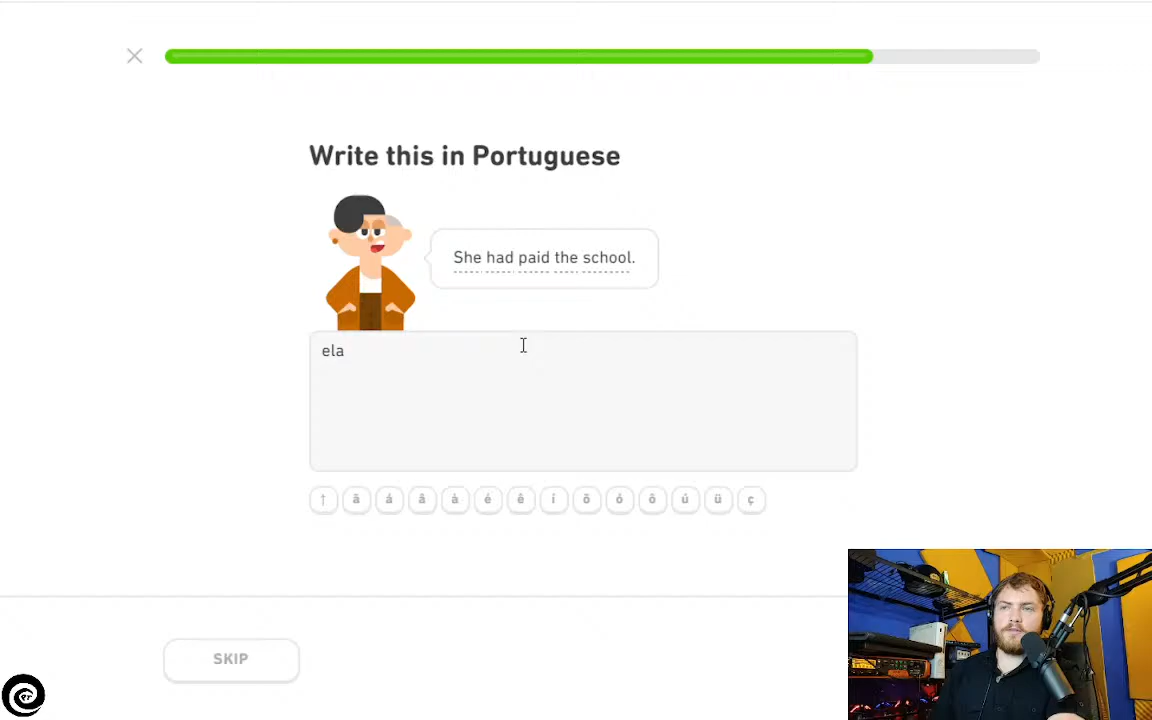 Write this in Portuguese
She had paid the school.
ela
↑ ã á â à é ê í õ ó ô ú ü ç
SKIP